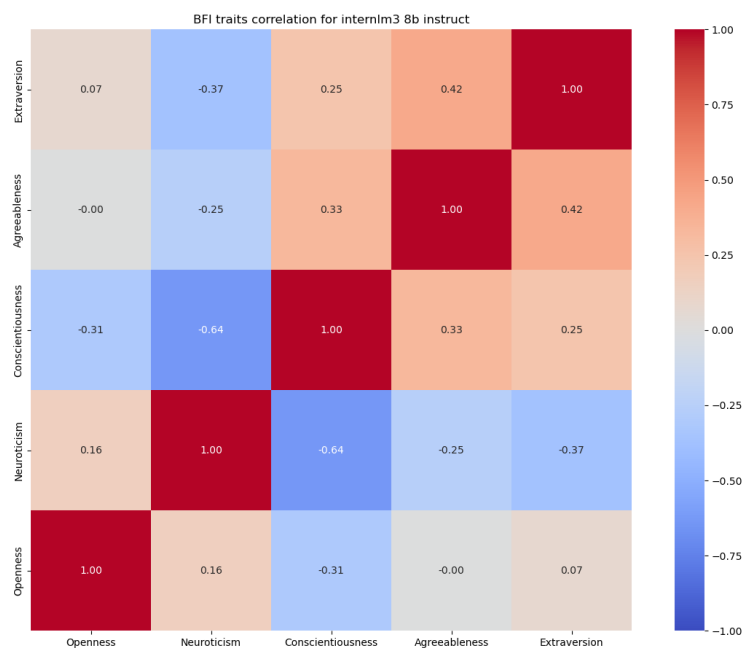 BFI traits correlation for internlm3 8b instruct
Extraversion 0.07 -0.37 0.25 0.42 1.00
Agreeableness -0.00 -0.25 0.33 1.00 0.42
Conscientiousness -0.31 -0.64 1.00 0.33 0.25
Neuroticism 0.16 1.00 -0.64 -0.25 -0.37
Openness 1.00 0.16 -0.31 -0.00 0.07
Openness Neuroticism Conscientiousness Agreeableness Extraversion
1.00
0.75
0.50
0.25
0.00
−0.25
−0.50
−0.75
−1.00